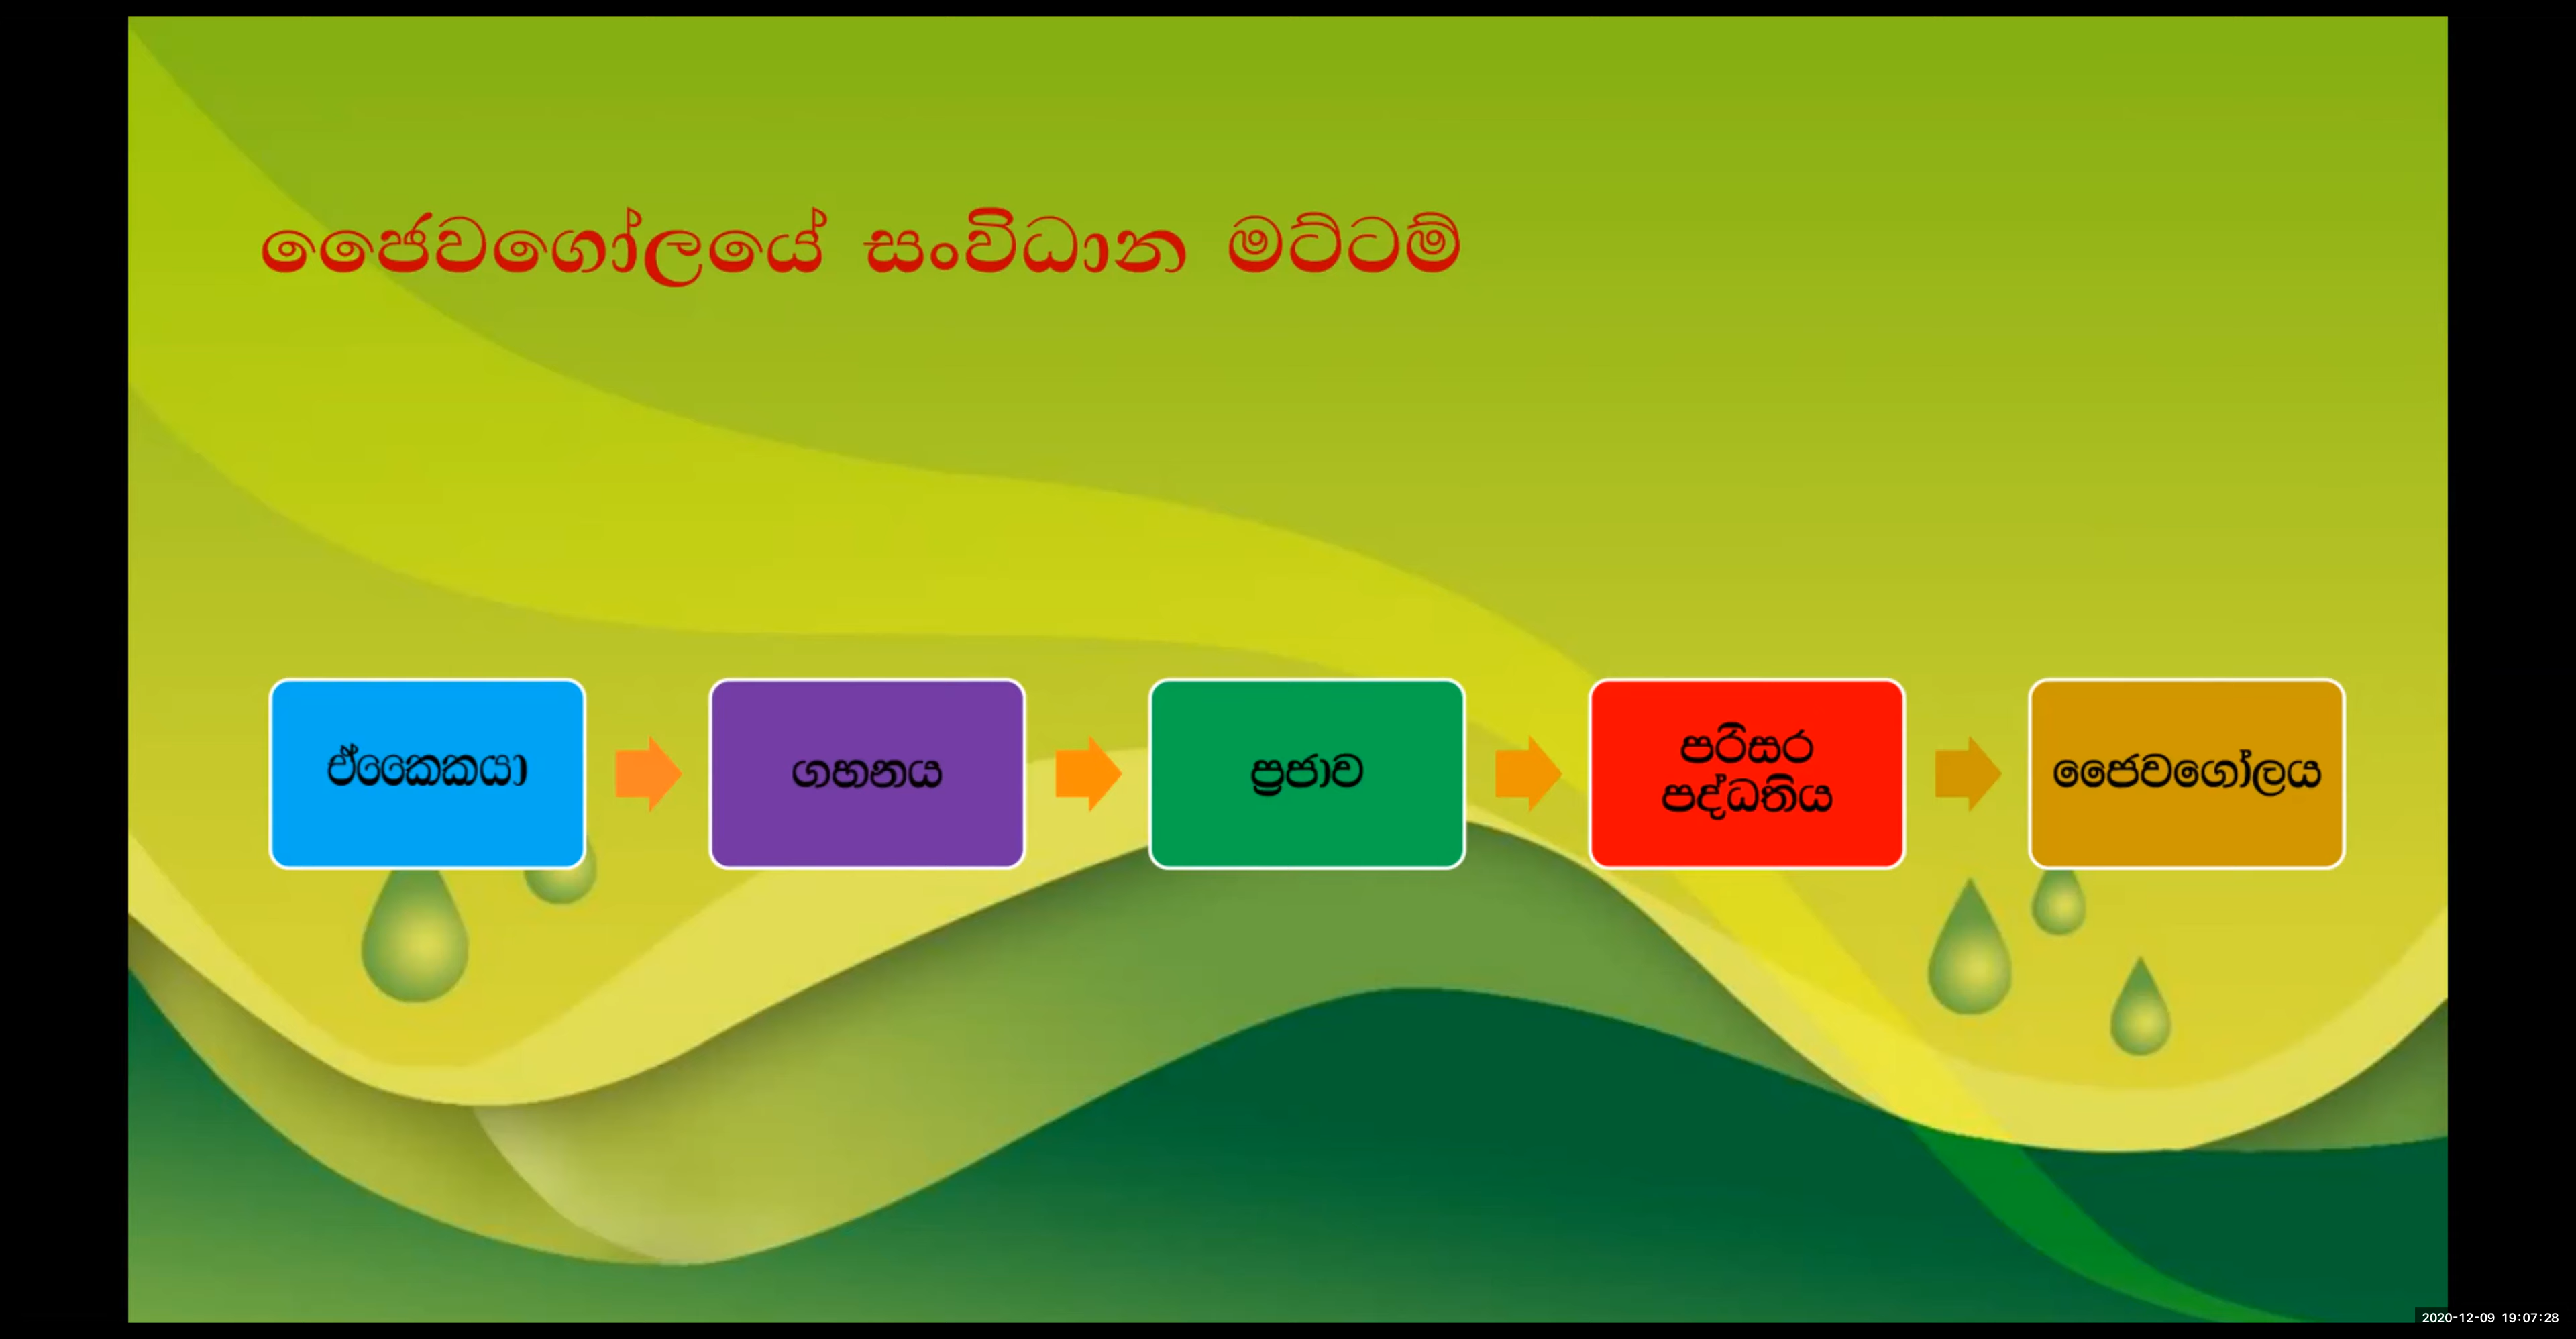 ජෛවගෝලයේ සංවිධාන මට්ටම්
ඒකෛකයා
ගහනය
ප්‍රජාව
පරිසර
පද්ධතිය
ජෛවගෝලය
2020-12-09 19:07:28